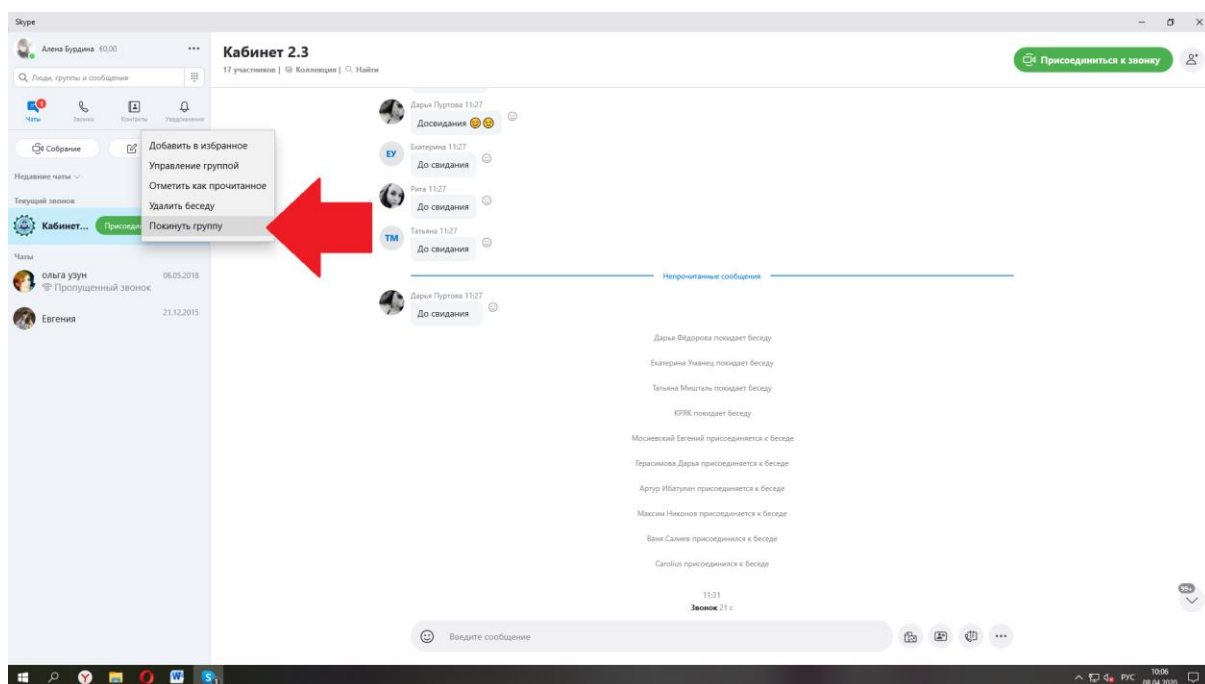 Skype
Алена Бурдина €0,00
Люди, группы и сообщения
Чаты
Звонки
Контакты
Уведомления
Собрание
Недавние чаты
Текущий звонок
Кабинет...
Добавить в избранное
Управление группой
Отметить как прочитанное
Удалить беседу
Покинуть группу
Чаты
ольга узун 06.05.2018
Пропущенный звонок
Евгения 21.12.2015
Кабинет 2.3
17 участников | Коллекция | Найти
Присоединиться к звонку
Дарья Пуртова 11:27
Досвидания
EУ
Екатерина 11:27
До свидания
Рита 11:27
До свидания
ТМ
Татьяна 11:27
До свидания
Непрочитанные сообщения
Дарья Пуртова 11:27
До свидания
Дарья Фёдорова покидает беседу
Екатерина Уманец покидает беседу
Татьяна Мишталь покидает беседу
КРЯК покидает беседу
Мосиевский Евгений присоединяется к беседе
Герасимова Дарья присоединяется к беседе
Артур Ибатулин присоединяется к беседе
Максим Никонов присоединяется к беседе
Ваня Салиев присоединился к беседе
Carolius присоединился к беседе
11:31
Звонок 21 с
99+
Введите сообщение
РУС
10:06
08.04.2020